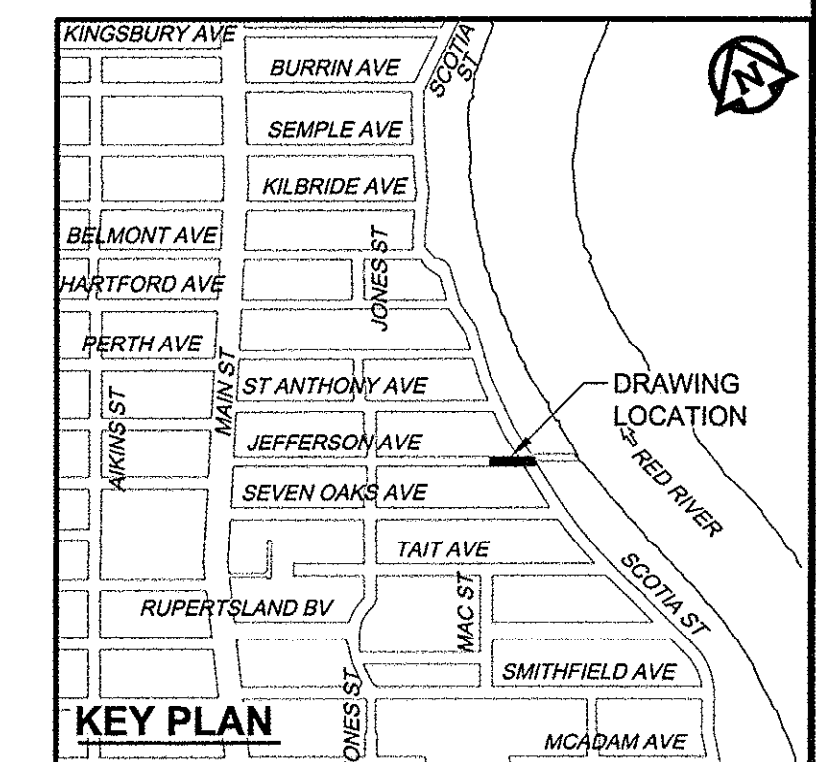 KINGSBURY AVE
BURRIN AVE
SCOTIA
ST
N
SEMPLE AVE
KILBRIDE AVE
BELMONT AVE
JONES ST
HARTFORD AVE
PERTH AVE
MAIN ST
ST ANTHONY AVE
DRAWING
LOCATION
AIKINS ST
JEFFERSON AVE
RED RIVER
SEVEN OAKS AVE
TAIT AVE
SCOTIA ST
RUPERTSLAND BV
MAC ST
SMITHFIELD AVE
KEY PLAN
ONES ST
MCADAM AVE